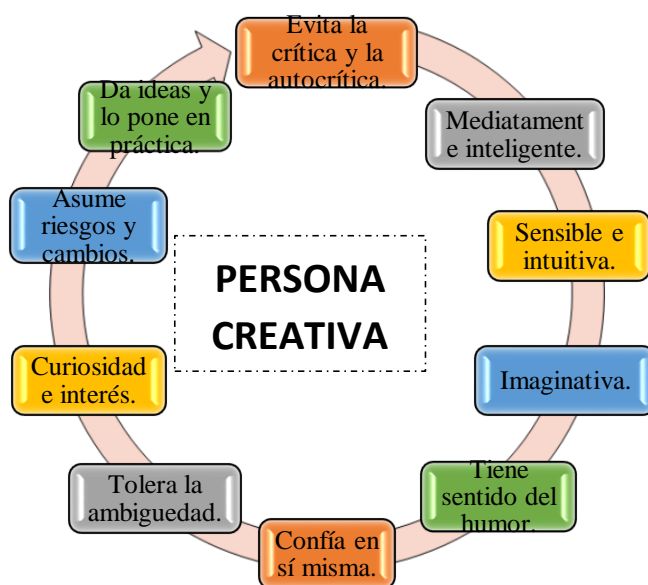 Evita la
crítica y la
autocrítica.
Mediatament
e inteligente.
Sensible e
intuitiva.
Imaginativa.
Tiene
sentido del
humor.
Confía en
sí misma.
Tolera la
ambiguedad.
Curiosidad
e interés.
Asume
riesgos y
cambios.
Da ideas y
lo pone en
práctica.
PERSONA
CREATIVA